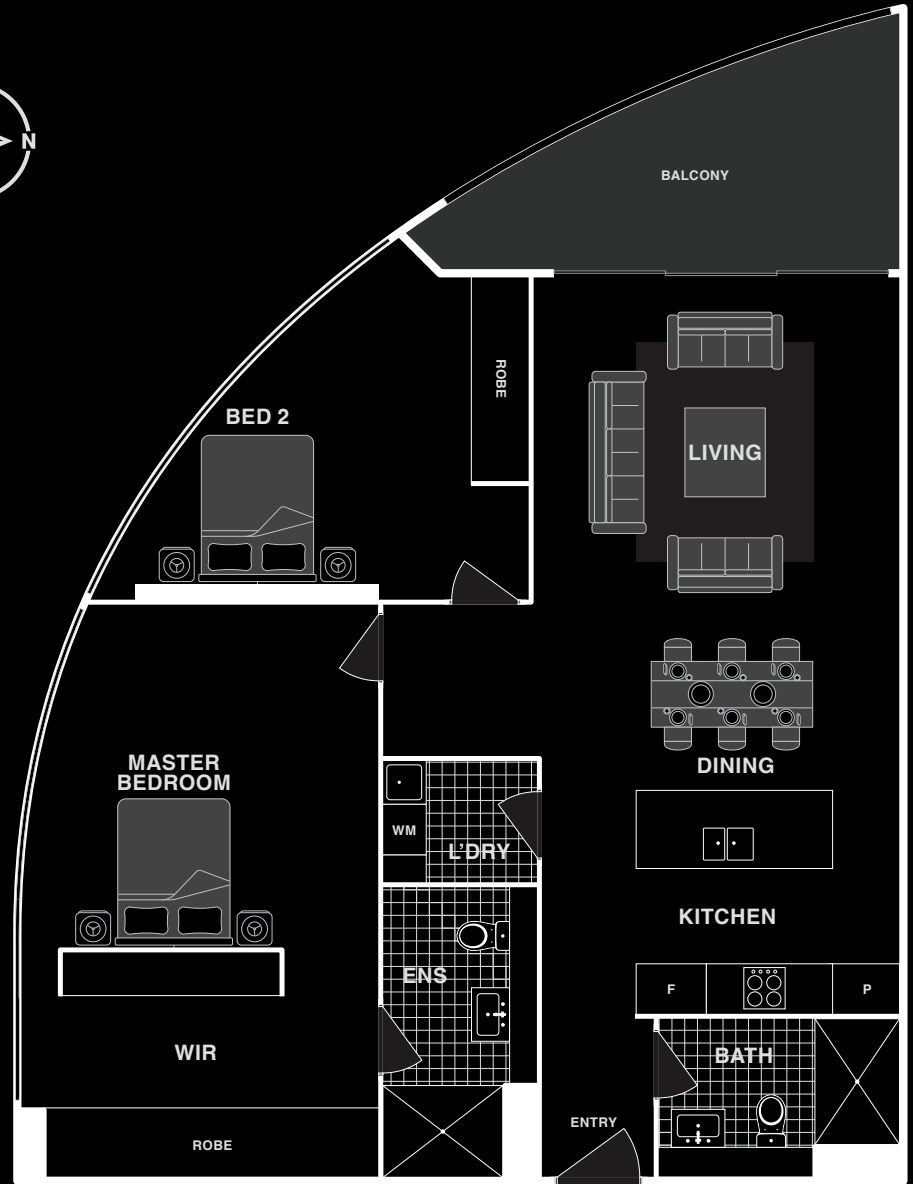 N
BALCONY
ROBE
BED 2
LIVING
MASTER
BEDROOM
DINING
WM
L'DRY
KITCHEN
ENS
F
P
WIR
BATH
ENTRY
ROBE